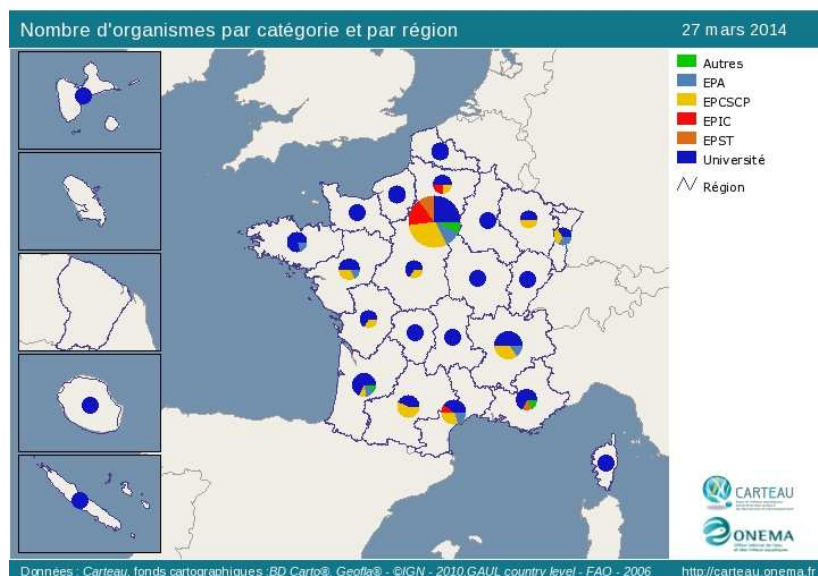 Nombre d'organismes par catégorie et par région
27 mars 2014
Autres
EPA
EPCSCP
EPIC
EPST
Université
Région
CARTEAU
ONEMA
Données : Carteau, fonds cartographiques :BD Carto®, Geofla® - ©IGN - 2010,GAUL country level - FAO - 2006
http://carteau.onema.fr